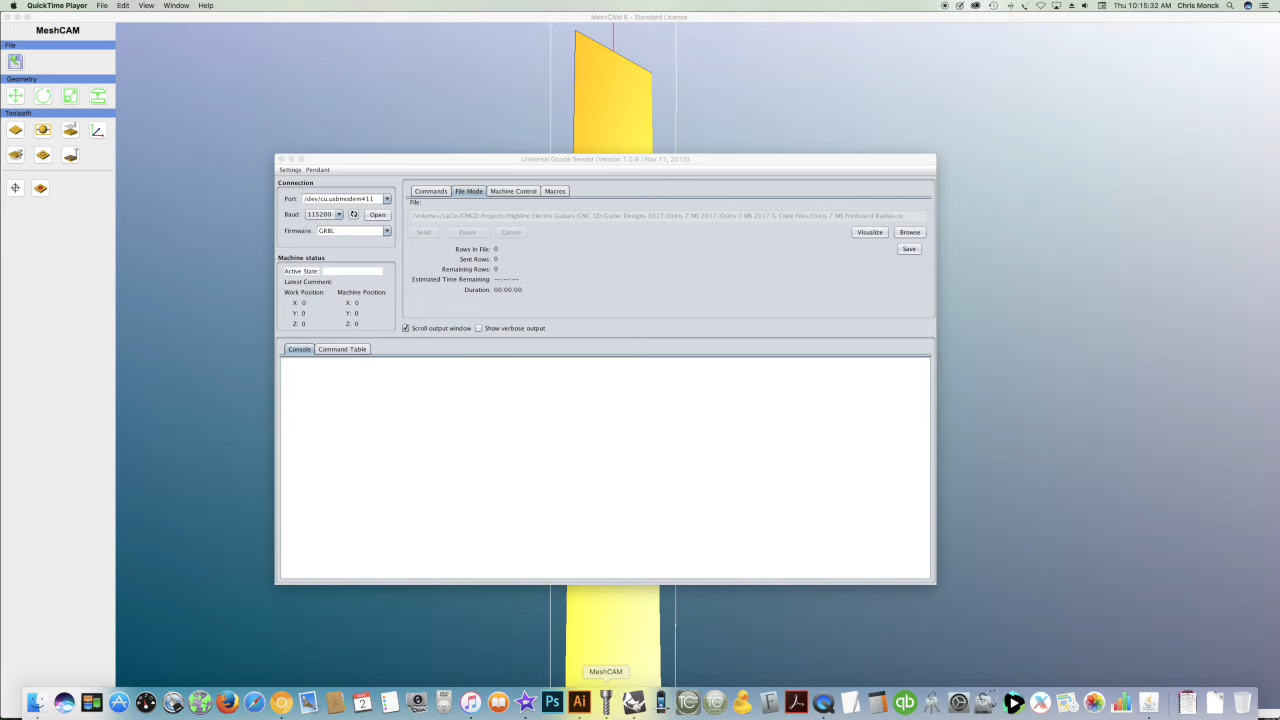 QuickTime Player File Edit View Window Help
Thu 10:15:32 AM Chris Monck
MeshCAM 6 - Standard License
MeshCAM
File
Geometry
Toolpath
Universal Gcode Sender (Version 1.0.9 / Nov 11, 2015)
Settings Pendant
Connection
Port: /dev/cu.usbmodem411
Baud: 115200 Open
Firmware: GRBL
Machine status
Active State:
Latest Comment:
Work Position: Machine Position:
X: 0 X: 0
Y: 0 Y: 0
Z: 0 Z: 0
Commands File Mode Machine Control Macros
File:
/Volumes/LaCie/CMGD Projects/Highline Electric Guitars/CNC 3D/Guitar Designs 2017/Osiris 7 MS 2017/Osiris 7 MS 2017 G Code Files/Osiris 7 MS Fretboard Radius.nc
Send Pause Cancel Visualize Browse
Save
Rows In File: 0
Sent Rows: 0
Remaining Rows: 0
Estimated Time Remaining: --:--:--
Duration: 00:00:00
Scroll output window Show verbose output
Console Command Table
MeshCAM
2
Ps
Ai
qb